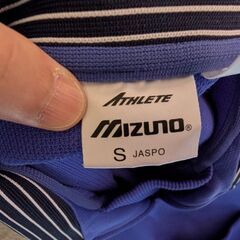 ATHLETE
MIZUNO®
S JASPO